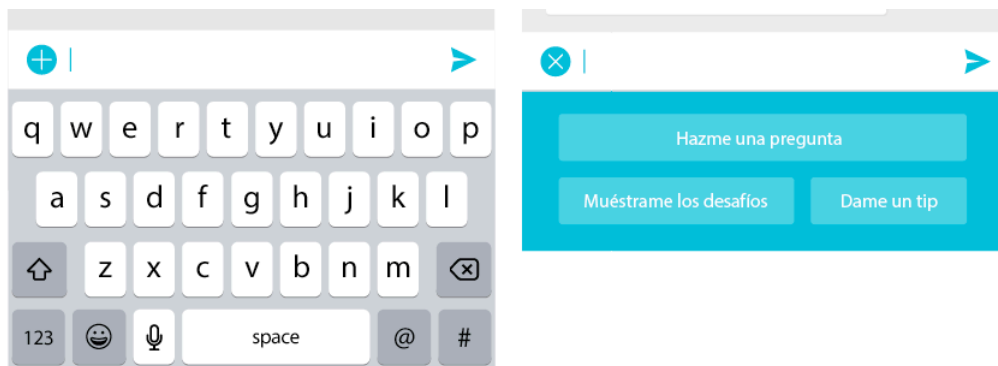 q w e r t y u i o p
a s d f g h j k l
z x c v b n m
123 space @ #
Hazme una pregunta
Muéstrame los desafíos Dame un tip